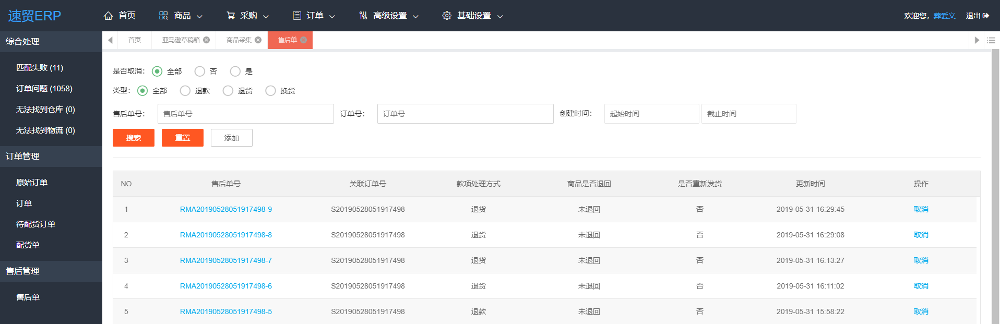 速贸ERP 首页 商品 采购 订单 高级设置 基础设置 欢迎您，葬爱义 退出
综合处理
匹配失败 (11)
订单问题 (1058)
无法找到仓库 (0)
无法找到物流 (0)
订单管理
原始订单
订单
待配货订单
配货单
售后管理
售后单
首页 亚马逊草稿箱 商品采集 售后单
是否取消： 全部 否 是
类型： 全部 退款 退货 换货
售后单号： 售后单号 订单号： 订单号 创建时间： 起始时间 截止时间
搜索 重置 添加
NO 售后单号 关联订单号 款项处理方式 商品是否退回 是否重新发货 更新时间 操作
1 RMA20190528051917498-9 S20190528051917498 退货 未退回 否 2019-05-31 16:29:45 取消
2 RMA20190528051917498-8 S20190528051917498 退货 未退回 否 2019-05-31 16:29:08 取消
3 RMA20190528051917498-7 S20190528051917498 退货 未退回 否 2019-05-31 16:13:27 取消
4 RMA20190528051917498-6 S20190528051917498 退货 未退回 否 2019-05-31 16:11:02 取消
5 RMA20190528051917498-5 S20190528051917498 退款 未退回 否 2019-05-31 15:58:22 取消